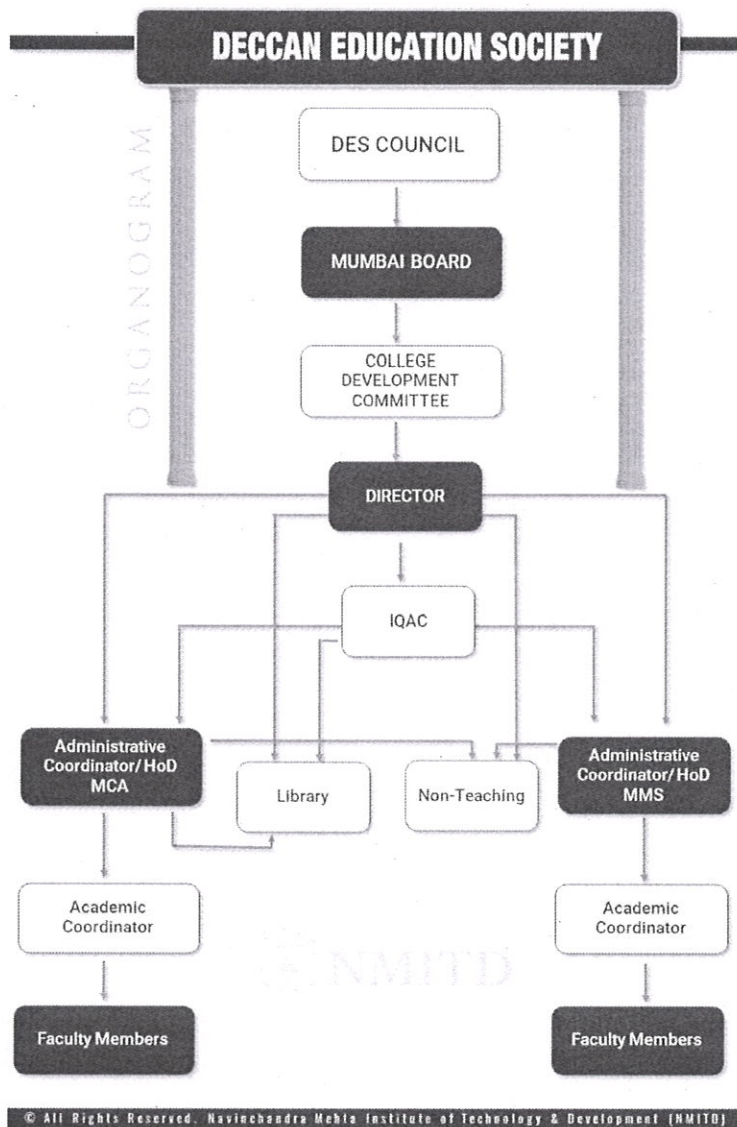 DECCAN EDUCATION SOCIETY
ORGANOGRAM
DES COUNCIL
MUMBAI BOARD
COLLEGE
DEVELOPMENT
COMMITTEE
DIRECTOR
IQAC
Administrative
Coordinator/HoD
MCA
Library
Non-Teaching
Administrative
Coordinator/HoD
MMS
Academic
Coordinator
Academic
Coordinator
NMITD
Faculty Members
Faculty Members
© All Rights Reserved. Navinchandra Mehta Institute of Technology & Development (NMITD)